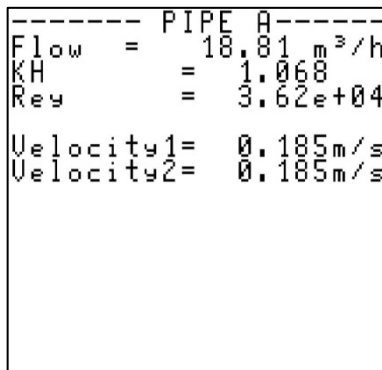 ------- PIPE A------
Flow = 18.81 m³/h
KH = 1.068
Rey = 3.62e+04
Velocity1= 0.185m/s
Velocity2= 0.185m/s